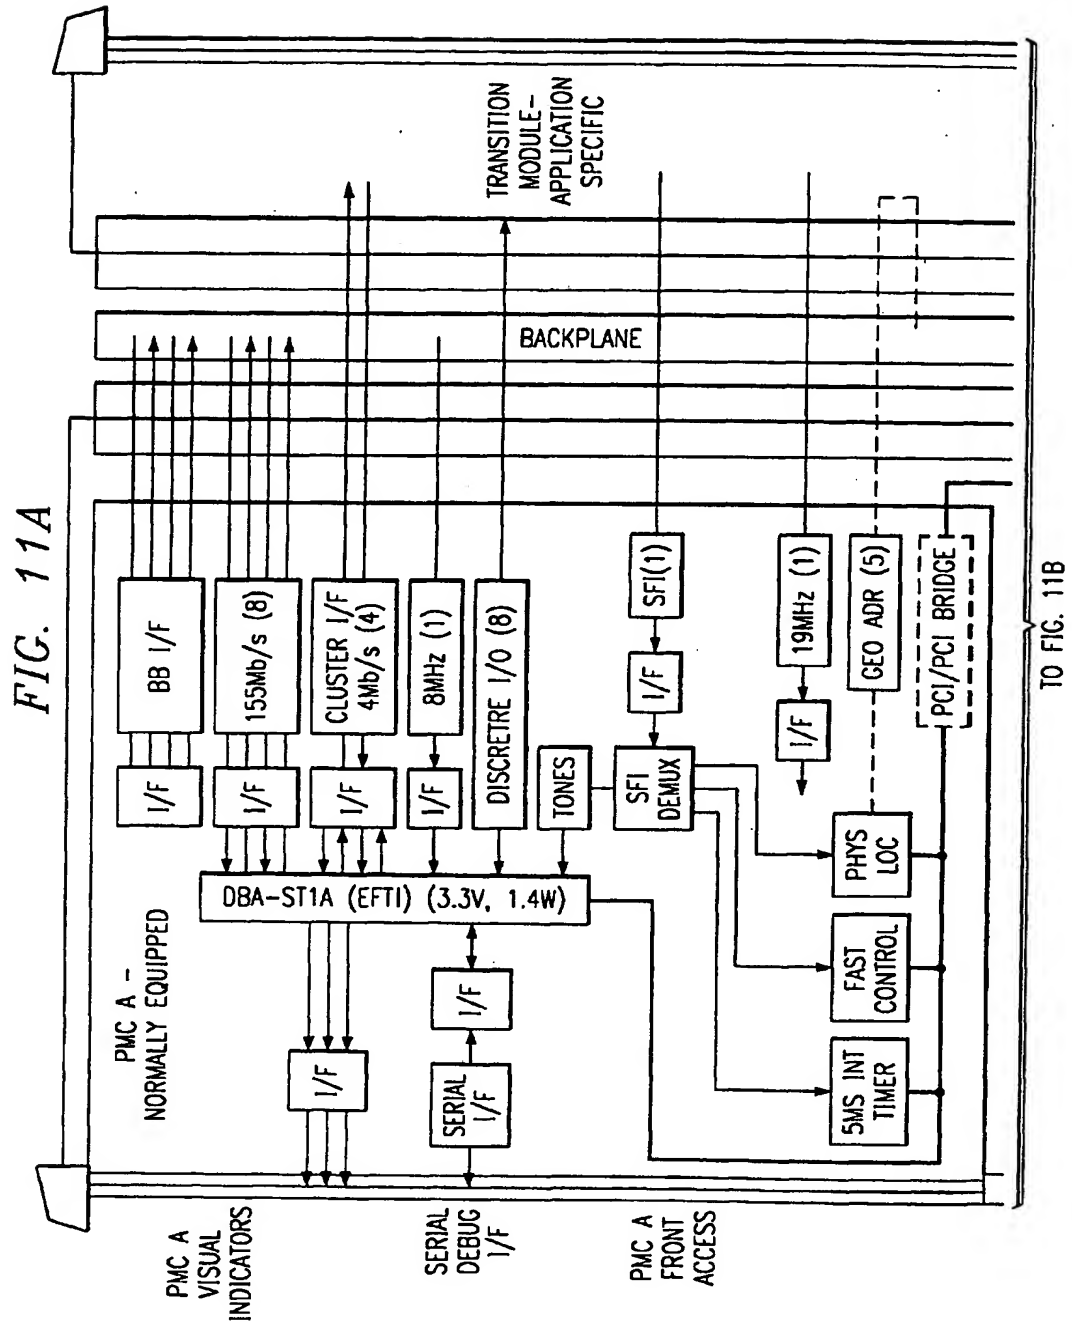 FIG. 11A
PMC A -
NORMALLY EQUIPPED
BB I/F
I/F
155Mb/s (8)
I/F
CLUSTER I/F
4Mb/s (4)
I/F
8MHz (1)
I/F
DISCRETRE I/O (8)
TONES
DBA-ST1A (EFTI) (3.3V, 1.4W)
I/F
I/F
SERIAL
I/F
SFI(1)
I/F
SFI
DEMUX
19MHz (1)
I/F
GEO ADR (5)
PCI/PCI BRIDGE
PHYS
LOC
FAST
CONTROL
5MS INT
TIMER
BACKPLANE
TRANSITION
MODULE-
APPLICATION
SPECIFIC
PMC A
VISUAL
INDICATORS
SERIAL
DEBUG
I/F
PMC A
FRONT
ACCESS
TO FIG. 11B